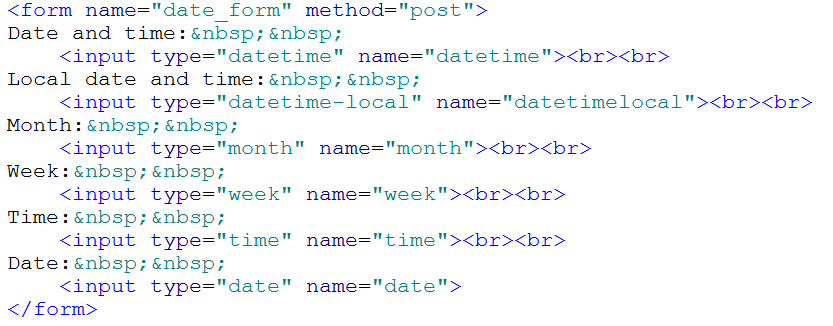 <form name="date_form" method="post">
Date and time:&nbsp;&nbsp;
    <input type="datetime" name="datetime"><br><br>
Local date and time:&nbsp;&nbsp;
    <input type="datetime-local" name="datetimelocal"><br><br>
Month:&nbsp;&nbsp;
    <input type="month" name="month"><br><br>
Week:&nbsp;&nbsp;
    <input type="week" name="week"><br><br>
Time:&nbsp;&nbsp;
    <input type="time" name="time"><br><br>
Date:&nbsp;&nbsp;
    <input type="date" name="date">
</form>